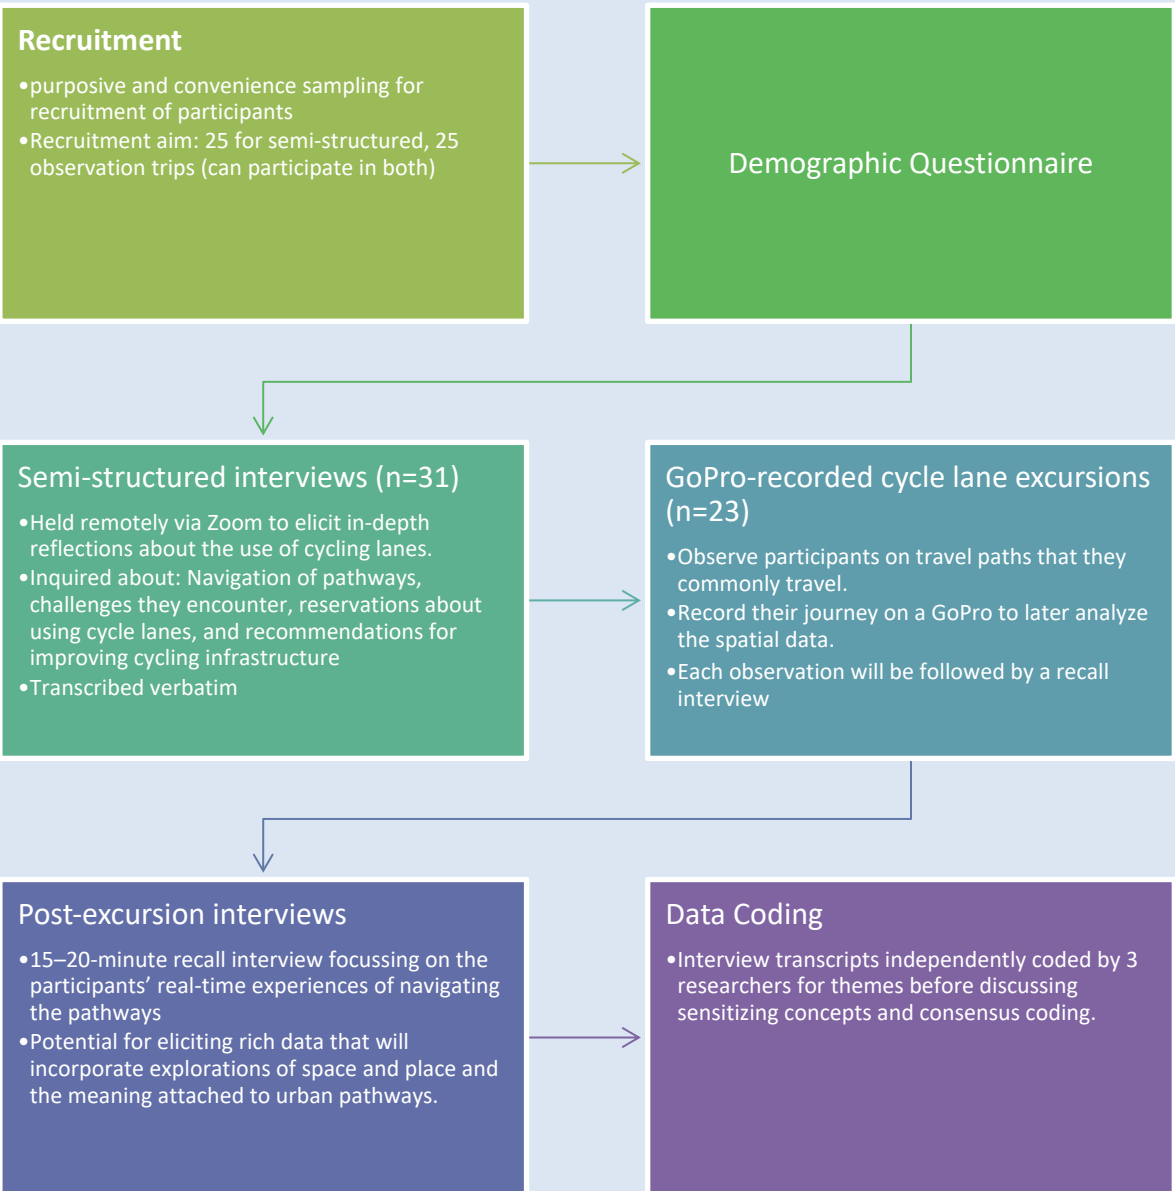 Recruitment
•purposive and convenience sampling for
recruitment of participants
•Recruitment aim: 25 for semi-structured, 25
observation trips (can participate in both)
Demographic Questionnaire
Semi-structured interviews (n=31)
•Held remotely via Zoom to elicit in-depth
reflections about the use of cycling lanes.
•Inquired about: Navigation of pathways,
challenges they encounter, reservations about
using cycle lanes, and recommendations for
improving cycling infrastructure
•Transcribed verbatim
GoPro-recorded cycle lane excursions
(n=23)
•Observe participants on travel paths that they
commonly travel.
•Record their journey on a GoPro to later analyze
the spatial data.
•Each observation will be followed by a recall
interview
Post-excursion interviews
•15–20-minute recall interview focussing on the
participants’ real-time experiences of navigating
the pathways
•Potential for eliciting rich data that will
incorporate explorations of space and place and
the meaning attached to urban pathways.
Data Coding
•Interview transcripts independently coded by 3
researchers for themes before discussing
sensitizing concepts and consensus coding.